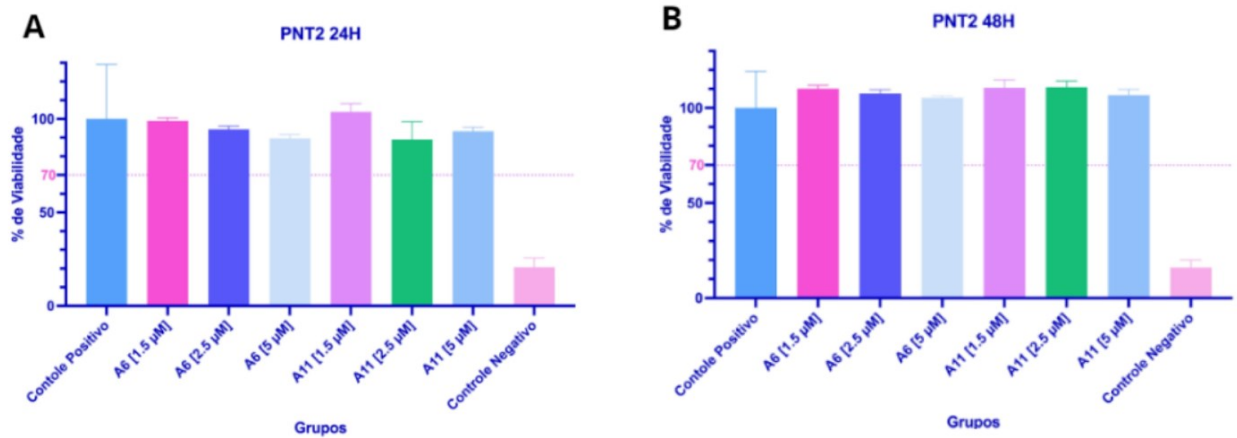 A
PNT2 24H
% de Viabilidade
100
70
50
0
Contole Positivo
A6 [1.5 µM]
A6 [2.5 µM]
A6 [5 µM]
A11 [1.5 µM]
A11 [2.5 µM]
A11 [5 µM]
Controle Negativo
Grupos
B
PNT2 48H
% de Viabilidade
100
70
50
0
Contole Positivo
A6 [1.5 µM]
A6 [2.5 µM]
A6 [5 µM]
A11 [1.5 µM]
A11 [2.5 µM]
A11 [5 µM]
Controle Negativo
Grupos